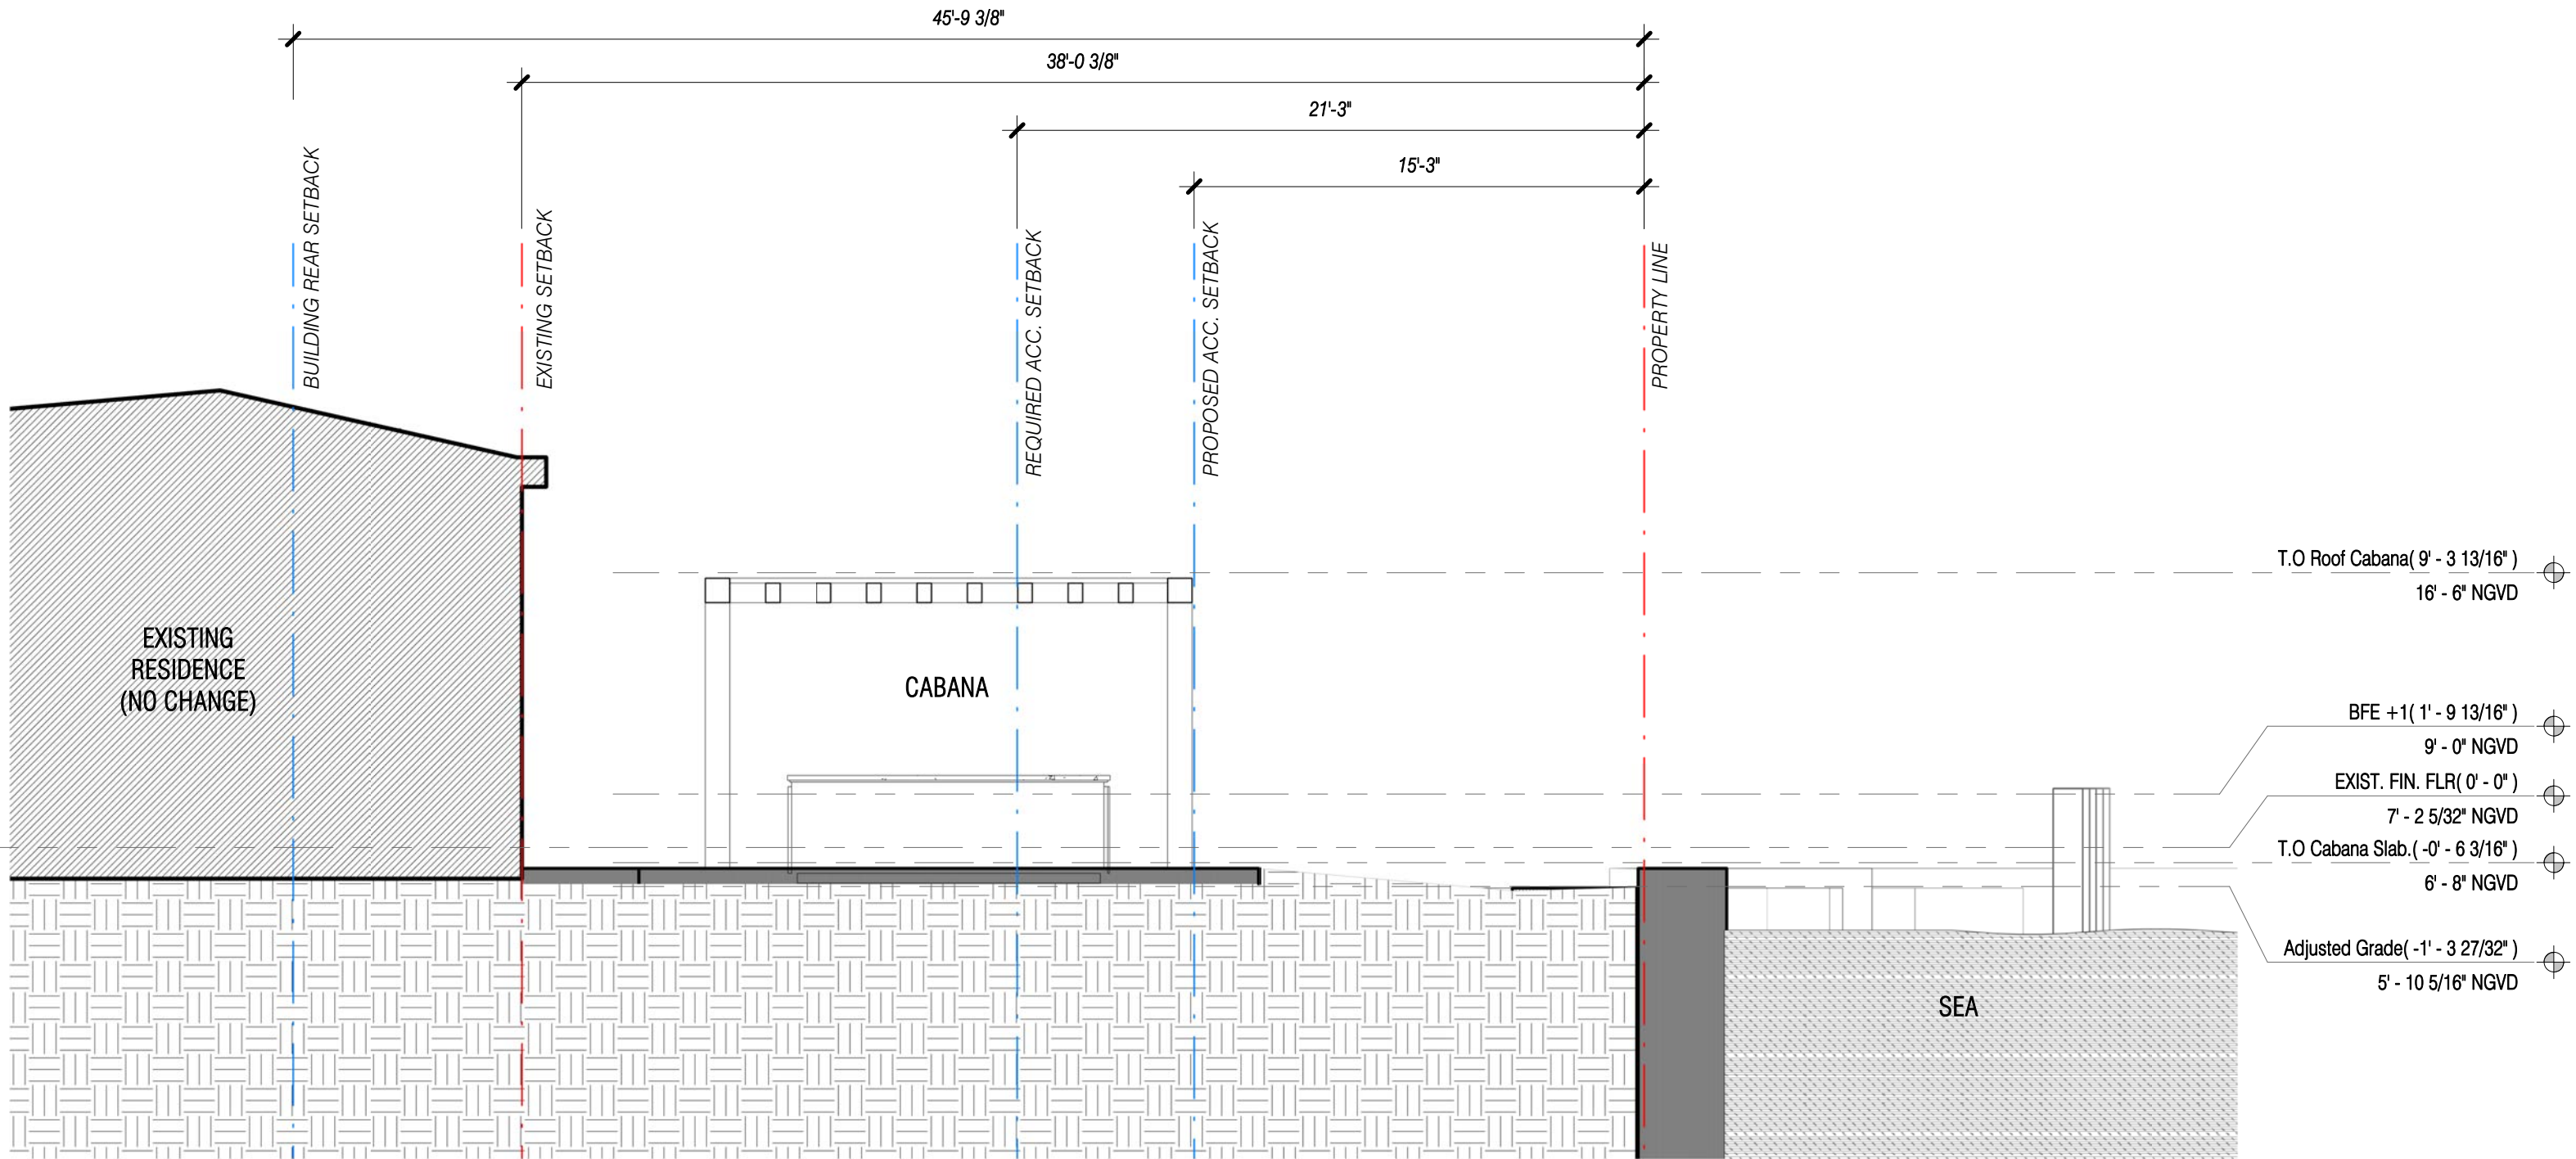 45'-9 3/8"
38'-0 3/8"
21'-3"
15'-3"
BUILDING REAR SETBACK
EXISTING SETBACK
REQUIRED ACC. SETBACK
PROPOSED ACC. SETBACK
PROPERTY LINE
T.O Roof Cabana( 9' - 3 13/16" )
16' - 6" NGVD
EXISTING
RESIDENCE
(NO CHANGE)
CABANA
BFE +1( 1' - 9 13/16" )
9' - 0" NGVD
EXIST. FIN. FLR( 0' - 0" )
7' - 2 5/32" NGVD
T.O Cabana Slab.( -0' - 6 3/16" )
6' - 8" NGVD
Adjusted Grade( -1' - 3 27/32" )
5' - 10 5/16" NGVD
SEA